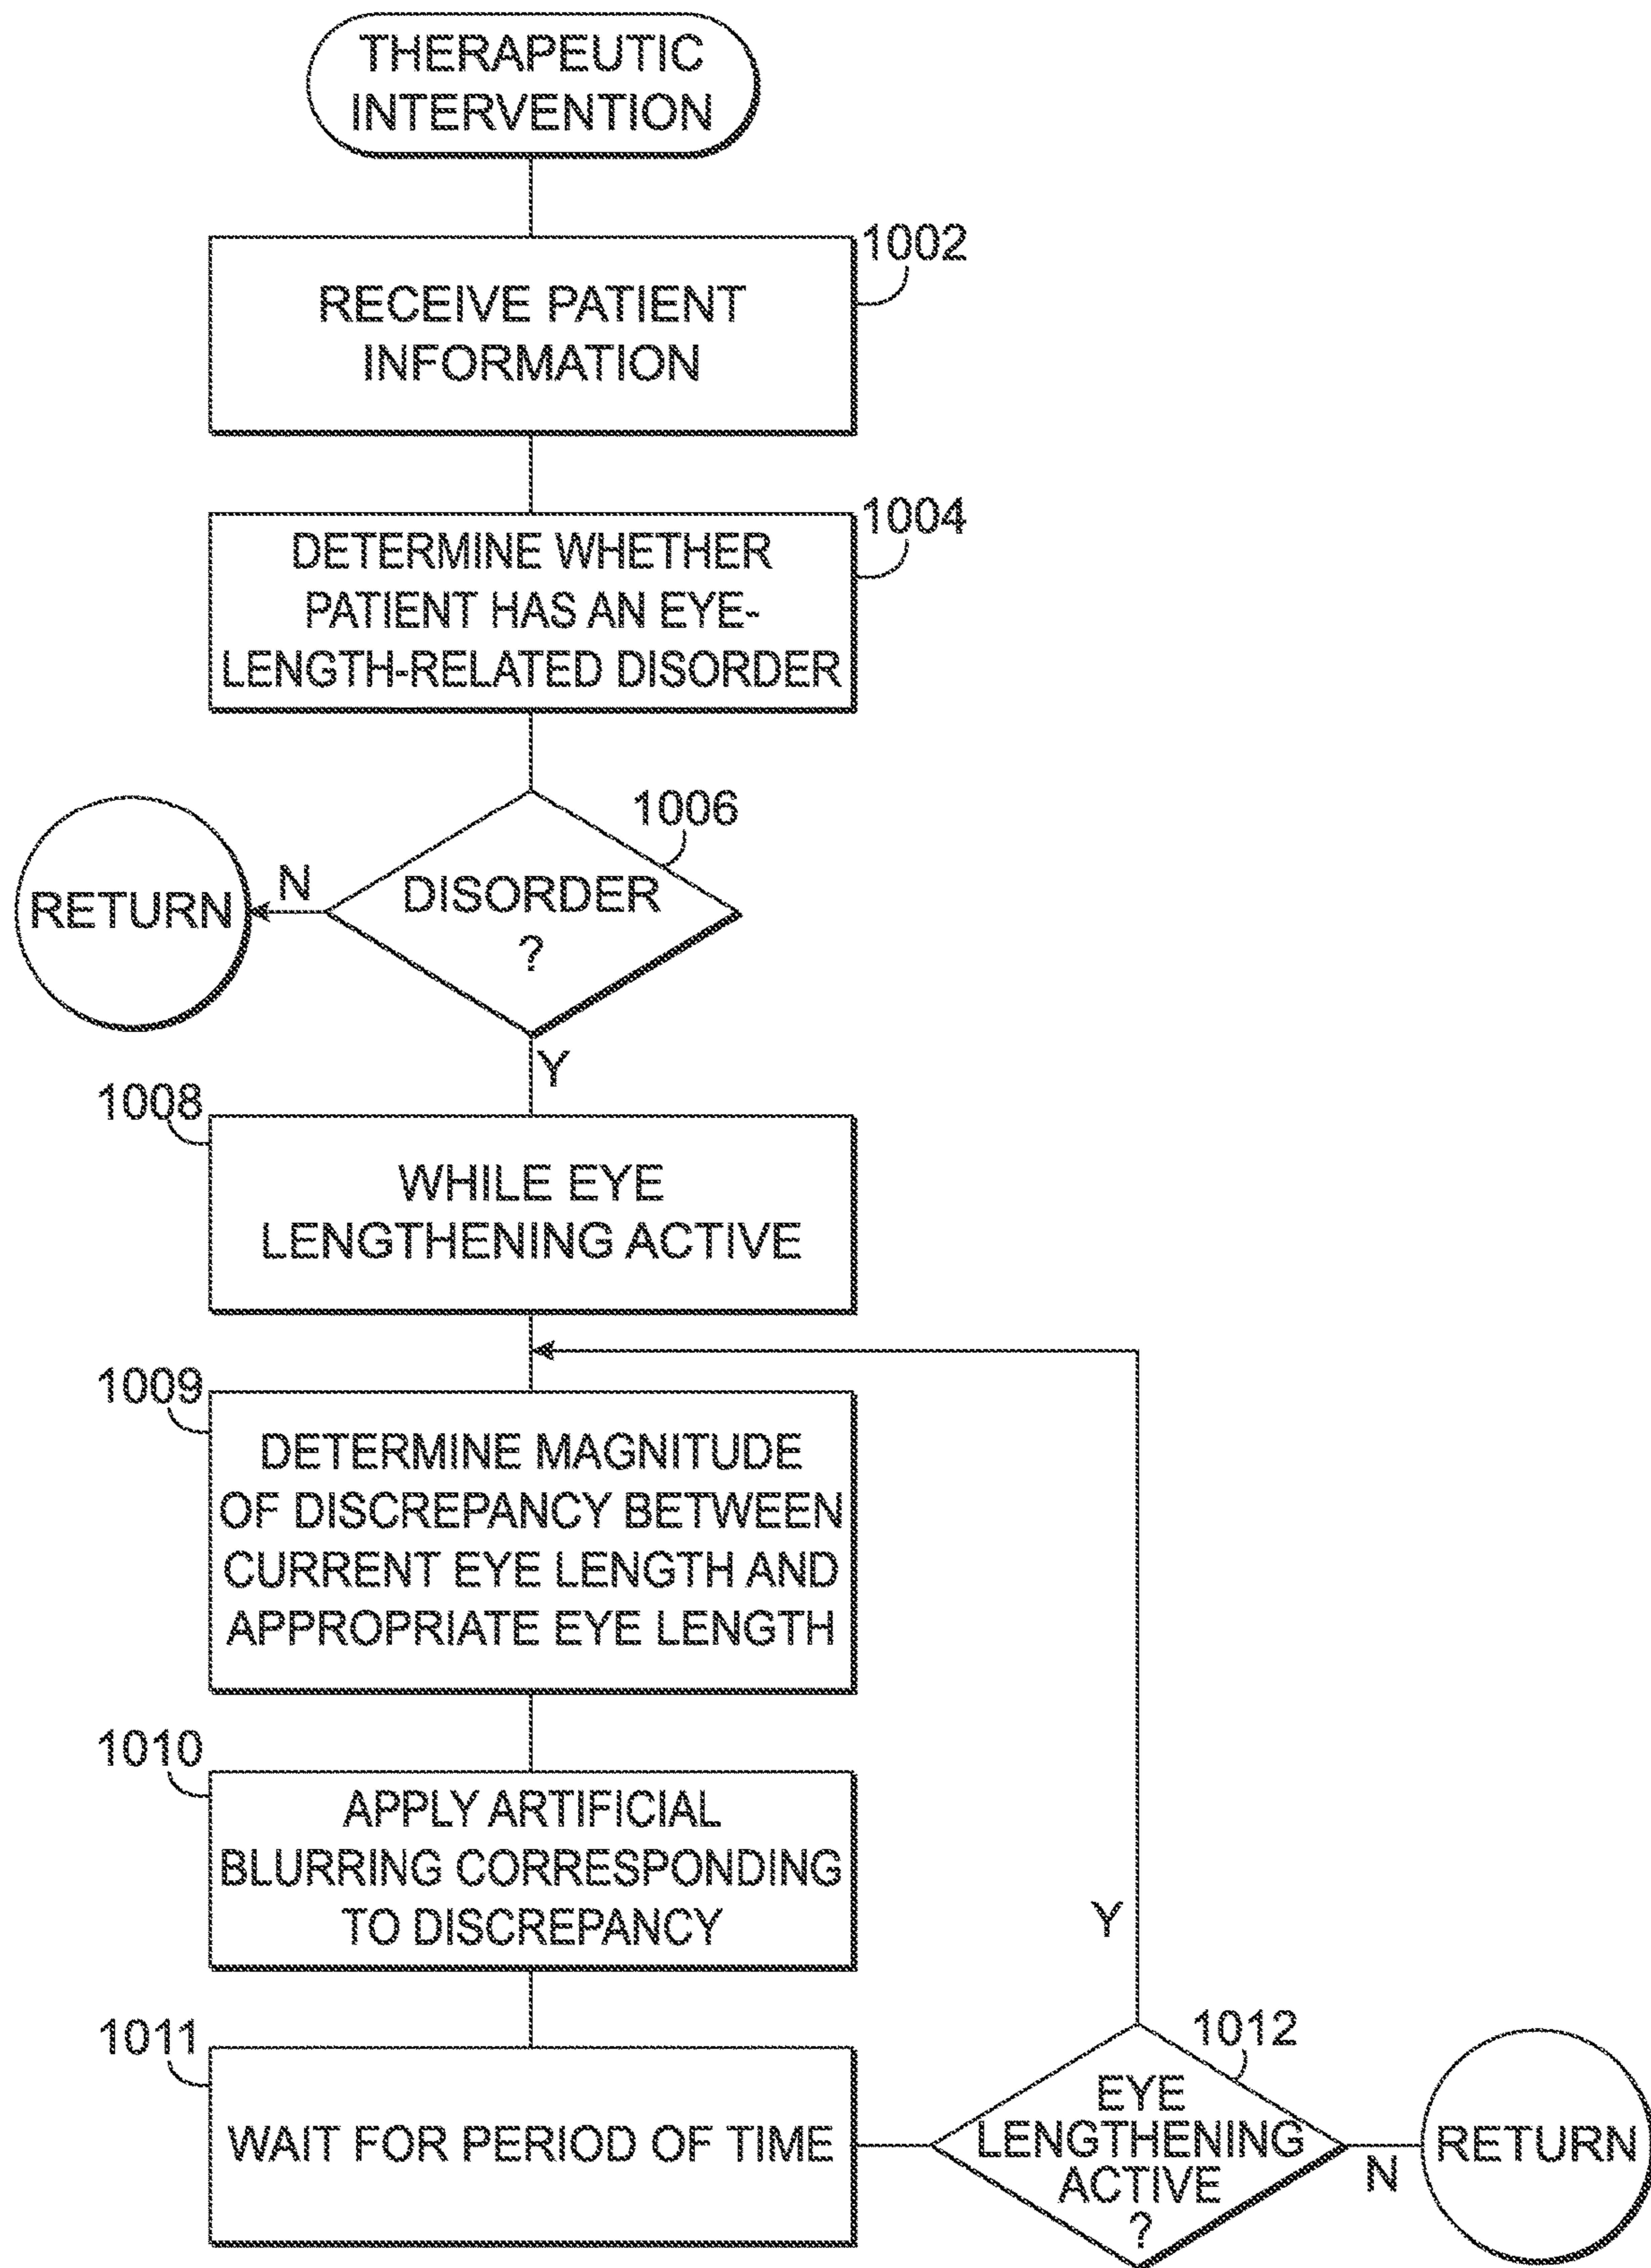 THERAPEUTIC
INTERVENTION
1002
RECEIVE PATIENT
INFORMATION
1004
DETERMINE WHETHER
PATIENT HAS AN EYE-
LENGTH-RELATED DISORDER
1006
DISORDER
?
N
RETURN
Y
1008
WHILE EYE
LENGTHENING ACTIVE
1009
DETERMINE MAGNITUDE
OF DISCREPANCY BETWEEN
CURRENT EYE LENGTH AND
APPROPRIATE EYE LENGTH
1010
APPLY ARTIFICIAL
BLURRING CORRESPONDING
TO DISCREPANCY
1011
WAIT FOR PERIOD OF TIME
Y
1012
EYE
LENGTHENING
ACTIVE
?
N
RETURN